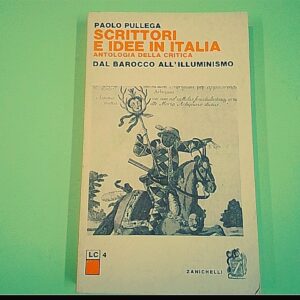 PAOLO PULLEGA
SCRITTORI
E IDEE IN ITALIA
ANTOLOGIA DELLA CRITICA
DAL BAROCCO ALL'ILLUMINISMO
LC 4
ZANICHELLI